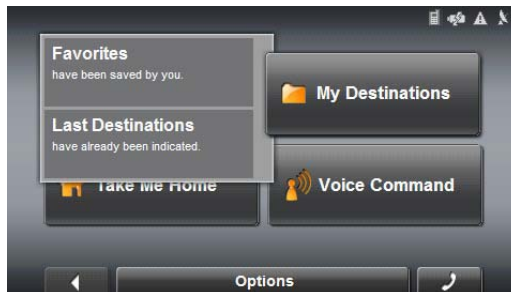 Favorites
have been saved by you.
My Destinations
Last Destinations
have already been indicated.
Take Me Home
Voice Command
Options